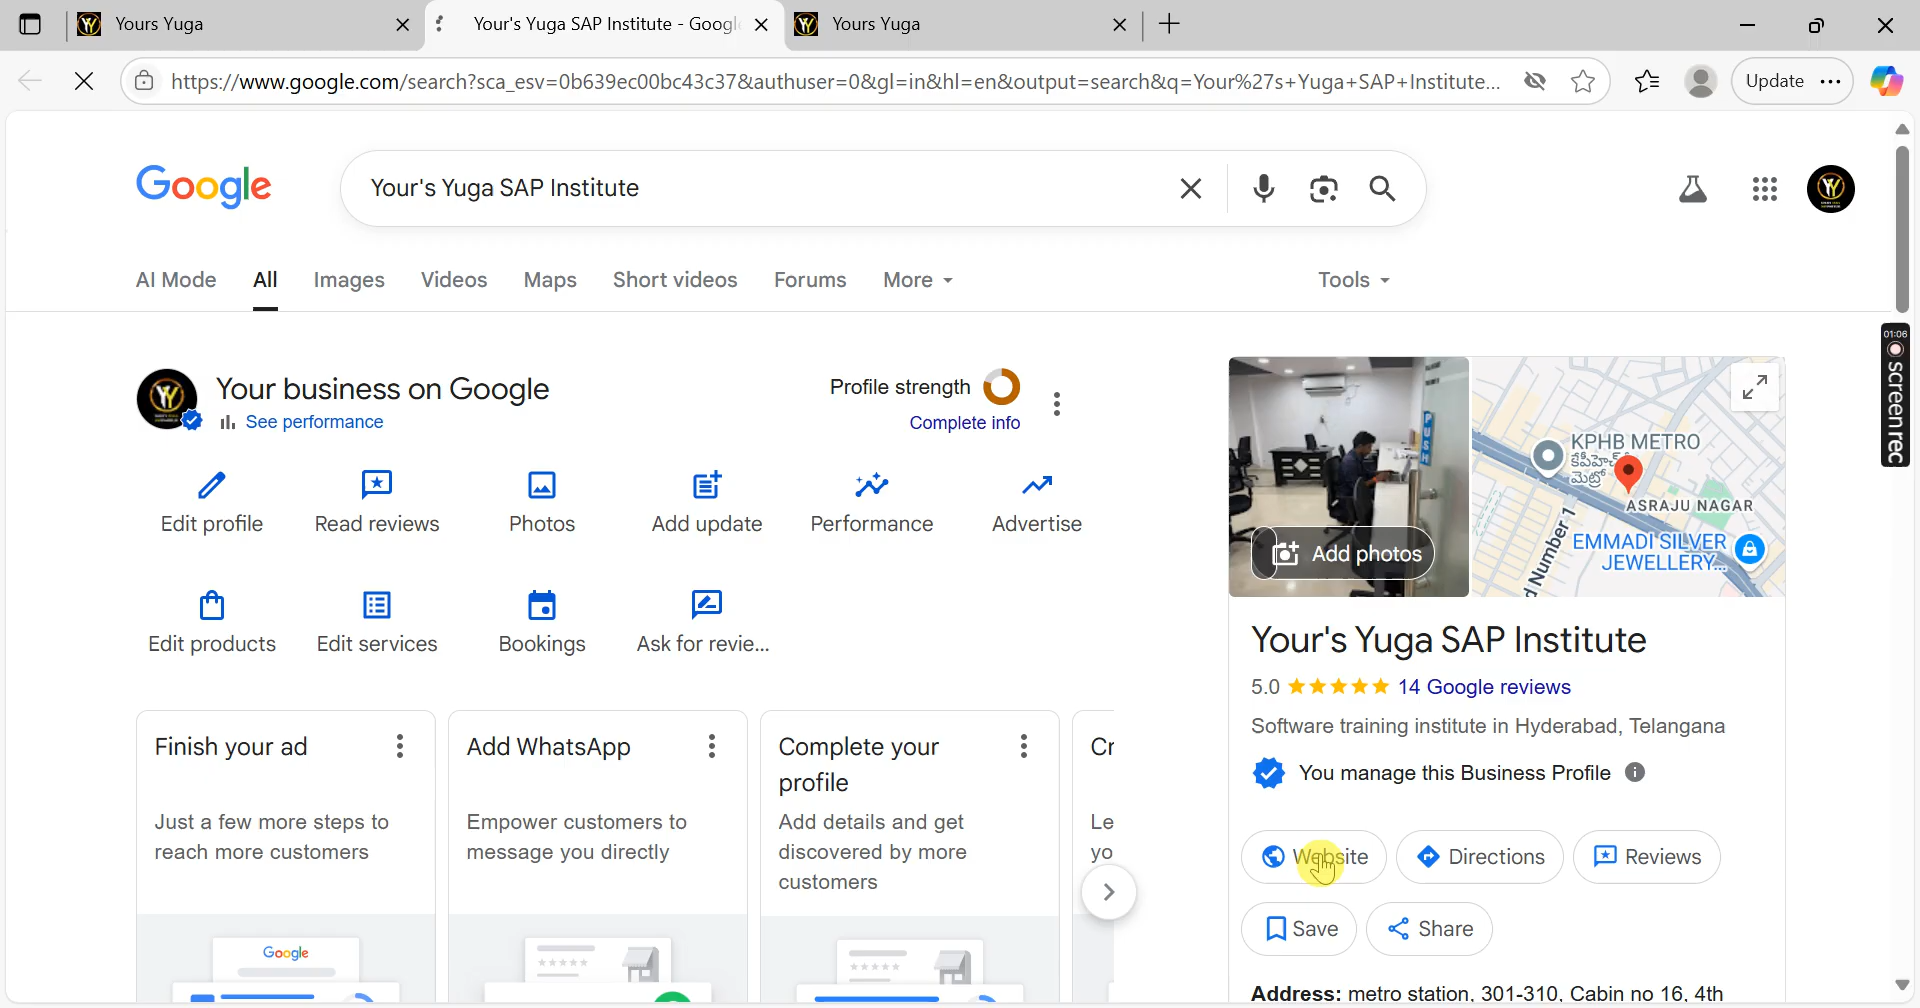 Yours Yuga
Your's Yuga SAP Institute - Googl
Yours Yuga
https://www.google.com/search?sca_esv=0b639ec00bc43c37&authuser=0&gl=in&hl=en&output=search&q=Your%27s+Yuga+SAP+Institute...
Update
Google
Your's Yuga SAP Institute
AI Mode
All
Images
Videos
Maps
Short videos
Forums
More
Tools
01:06
screenrec
Your business on Google
See performance
Profile strength
Complete info
Edit profile
Read reviews
Photos
Add update
Performance
Advertise
Edit products
Edit services
Bookings
Ask for revie...
Finish your ad
Just a few more steps to
reach more customers
Google
Add WhatsApp
Empower customers to
message you directly
Complete your
profile
Add details and get
discovered by more
customers
Cr
Le
yo
PUSH
Add photos
KPHB METRO
కేపీహెచ్‌బీ
మెట్రో
ASRAJU NAGAR
EMMADI SILVER
JEWELLERY...
d Number 1
Your's Yuga SAP Institute
5.0
14 Google reviews
Software training institute in Hyderabad, Telangana
You manage this Business Profile
Website
Directions
Reviews
Save
Share
Address: metro station, 301-310, Cabin no 16, 4th